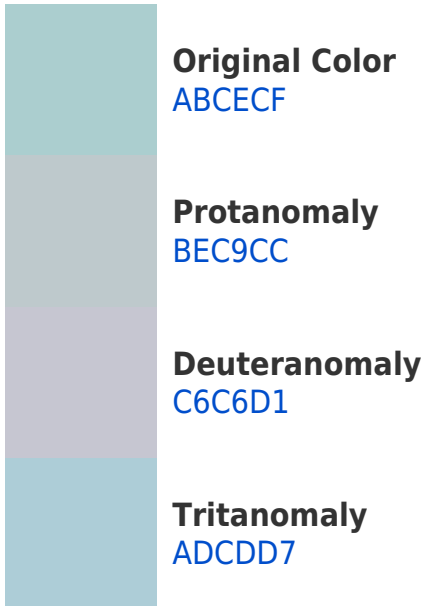 Original Color
ABCECF
Protanomaly
BEC9CC
Deuteranomaly
C6C6D1
Tritanomaly
ADCDD7